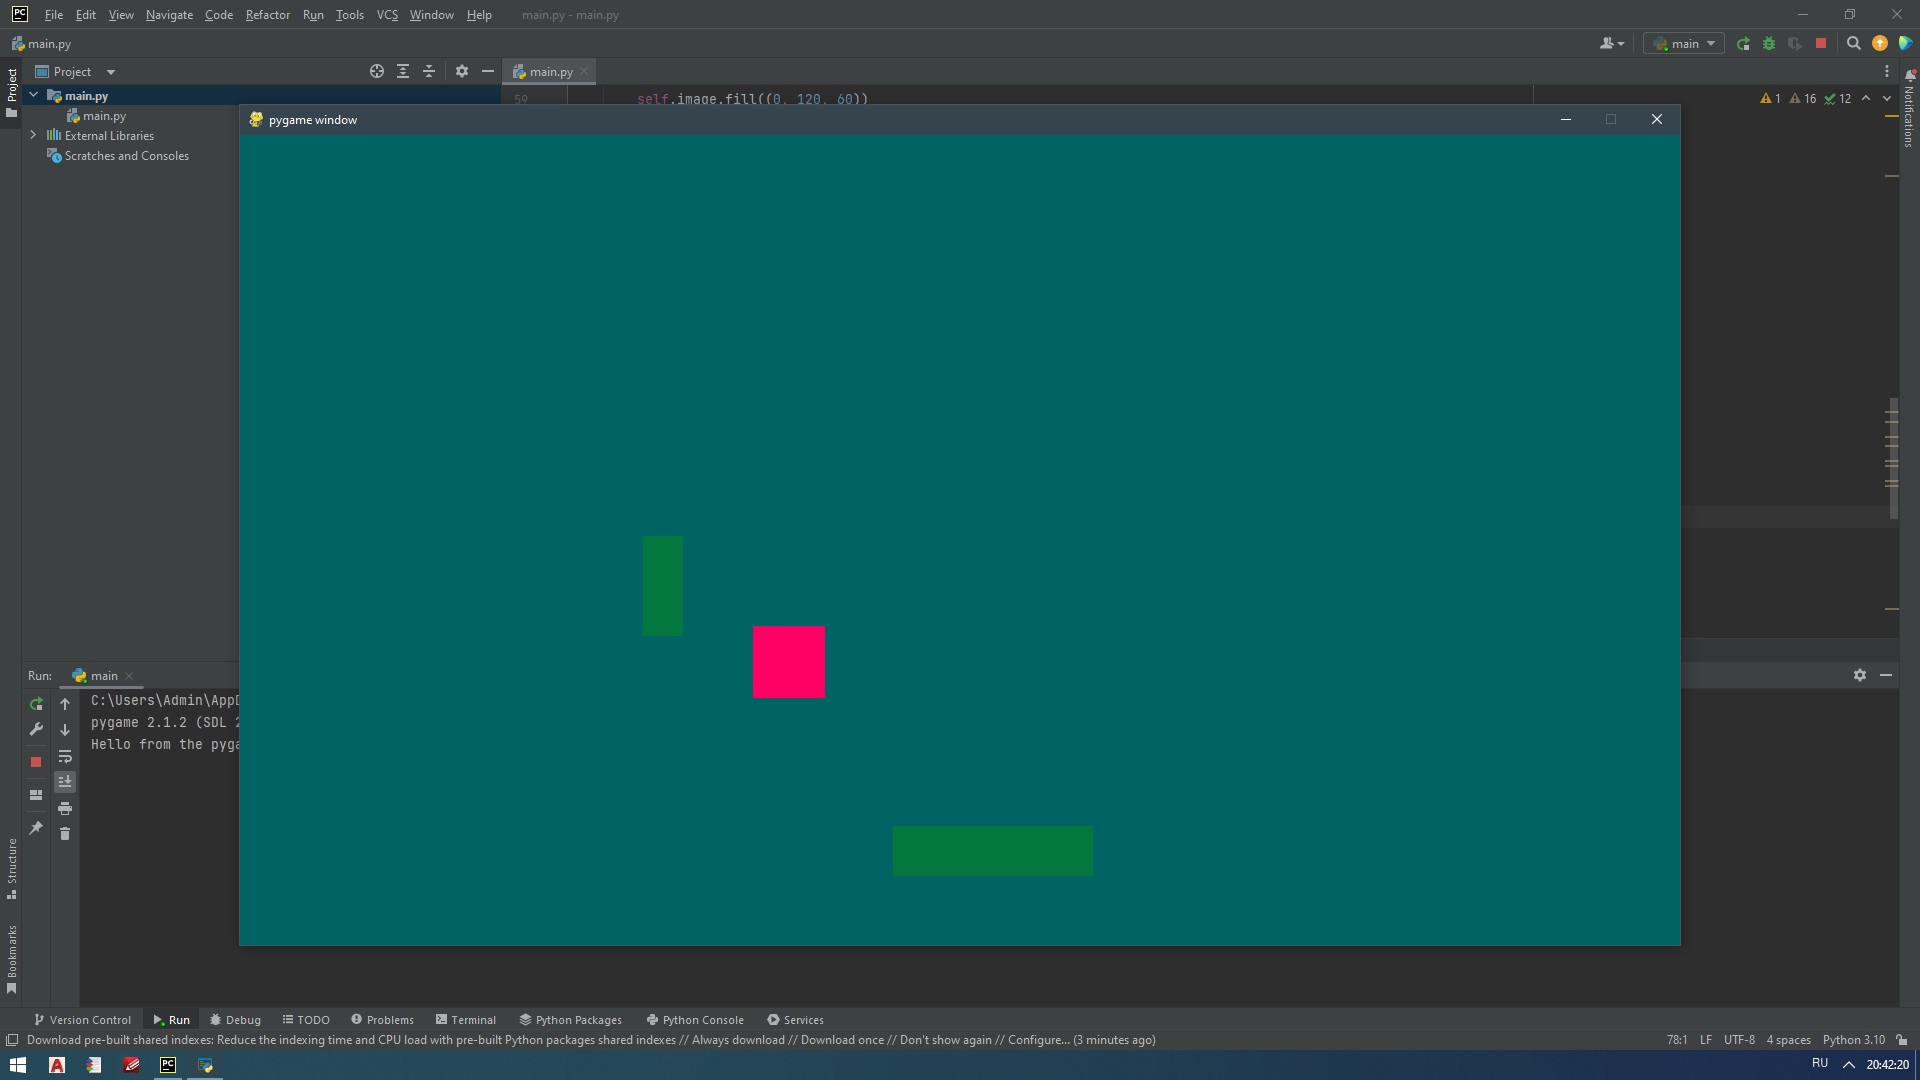 PC File Edit View Navigate Code Refactor Run Tools VCS Window Help main.py - main.py
main.py main
Project main.py
Project
main.py
main.py
External Libraries
Scratches and Consoles
59 self.image.fill((0, 120, 60))
1 16 12
Notifications
pygame window
Run: main
C:\Users\Admin\App
pygame 2.1.2 (SDL 2
Hello from the pyga
Structure
Bookmarks
Version Control Run Debug TODO Problems Terminal Python Packages Python Console Services
Download pre-built shared indexes: Reduce the indexing time and CPU load with pre-built Python packages shared indexes // Always download // Download once // Don't show again // Configure... (3 minutes ago) 78:1 LF UTF-8 4 spaces Python 3.10
A PC RU 20:42:20